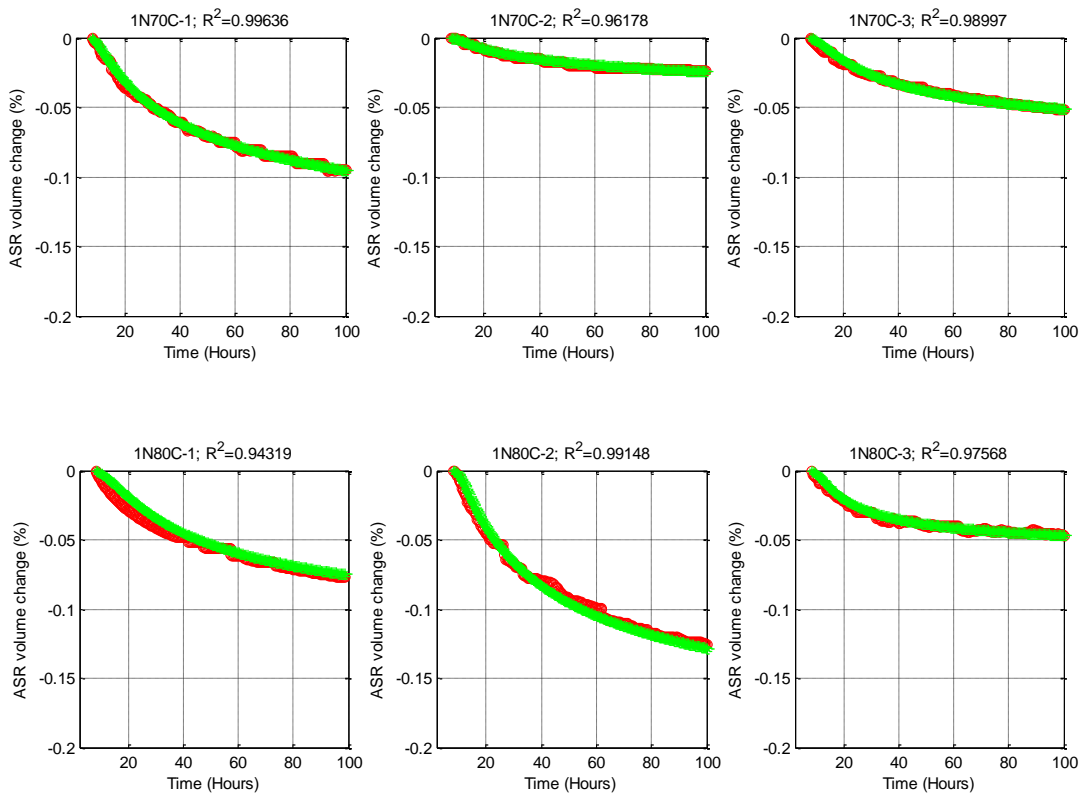 1N70C-1; R²=0.99636
0
-0.05
-0.1
-0.15
-0.2
ASR volume change (%)
20 40 60 80 100
Time (Hours)
1N70C-2; R²=0.96178
0
-0.05
-0.1
-0.15
-0.2
ASR volume change (%)
20 40 60 80 100
Time (Hours)
1N70C-3; R²=0.98997
0
-0.05
-0.1
-0.15
-0.2
ASR volume change (%)
20 40 60 80 100
Time (Hours)
1N80C-1; R²=0.94319
0
-0.05
-0.1
-0.15
-0.2
ASR volume change (%)
20 40 60 80 100
Time (Hours)
1N80C-2; R²=0.99148
0
-0.05
-0.1
-0.15
-0.2
ASR volume change (%)
20 40 60 80 100
Time (Hours)
1N80C-3; R²=0.97568
0
-0.05
-0.1
-0.15
-0.2
ASR volume change (%)
20 40 60 80 100
Time (Hours)